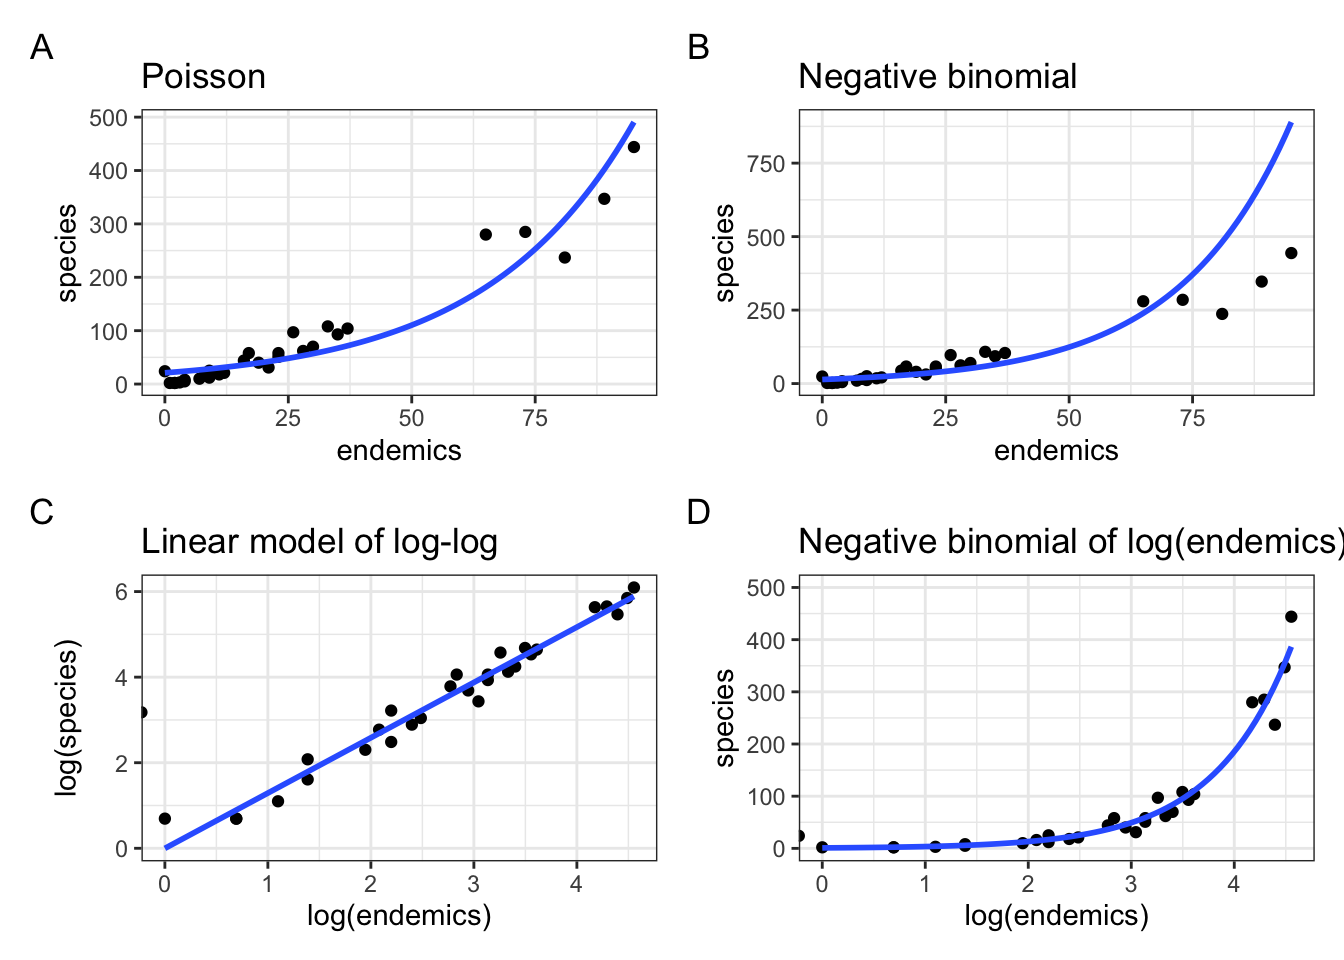 A
Poisson
500
400
300
200
100
0
species
0 25 50 75
endemics
B
Negative binomial
750
500
250
0
species
0 25 50 75
endemics
C
Linear model of log-log
6
4
2
0
log(species)
0 1 2 3 4
log(endemics)
D
Negative binomial of log(endemics)
500
400
300
200
100
0
species
0 1 2 3 4
log(endemics)